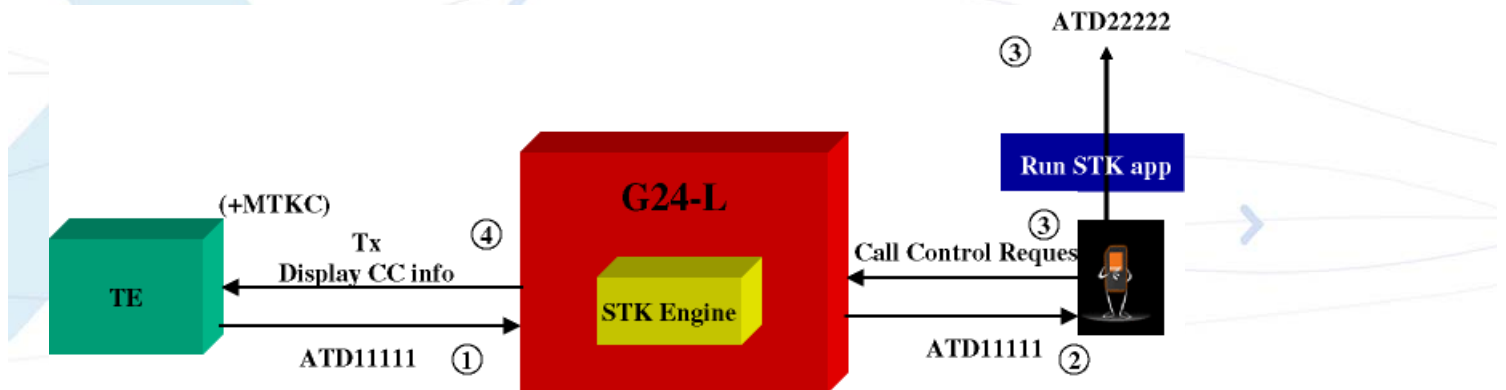 ATD22222
③
Run STK app
G24-L
(+MTKC)
Tx
④
③
Display CC info
Call Control Reques
TE
STK Engine
ATD11111
①
ATD11111
②